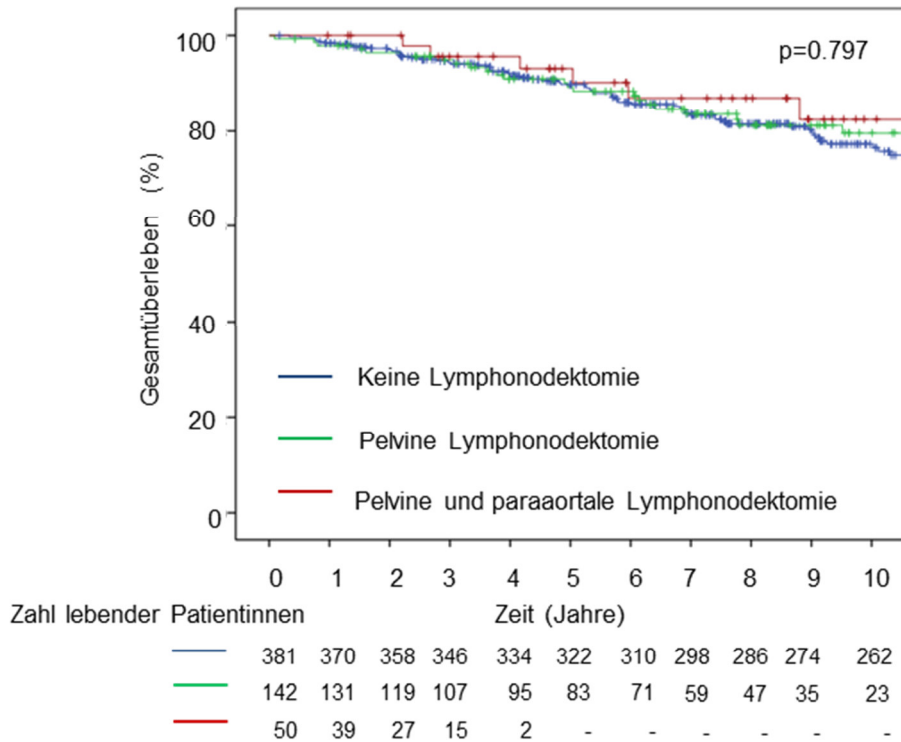 100
p=0.797
80
60
40
20
0
Gesamtüberleben (%)
Keine Lymphonodektomie
Pelvine Lymphonodektomie
Pelvine und paraaortale Lymphonodektomie
0 1 2 3 4 5 6 7 8 9 10
Zahl lebender Patientinnen Zeit (Jahre)
381 370 358 346 334 322 310 298 286 274 262
142 131 119 107 95 83 71 59 47 35 23
50 39 27 15 2 - - - - - -